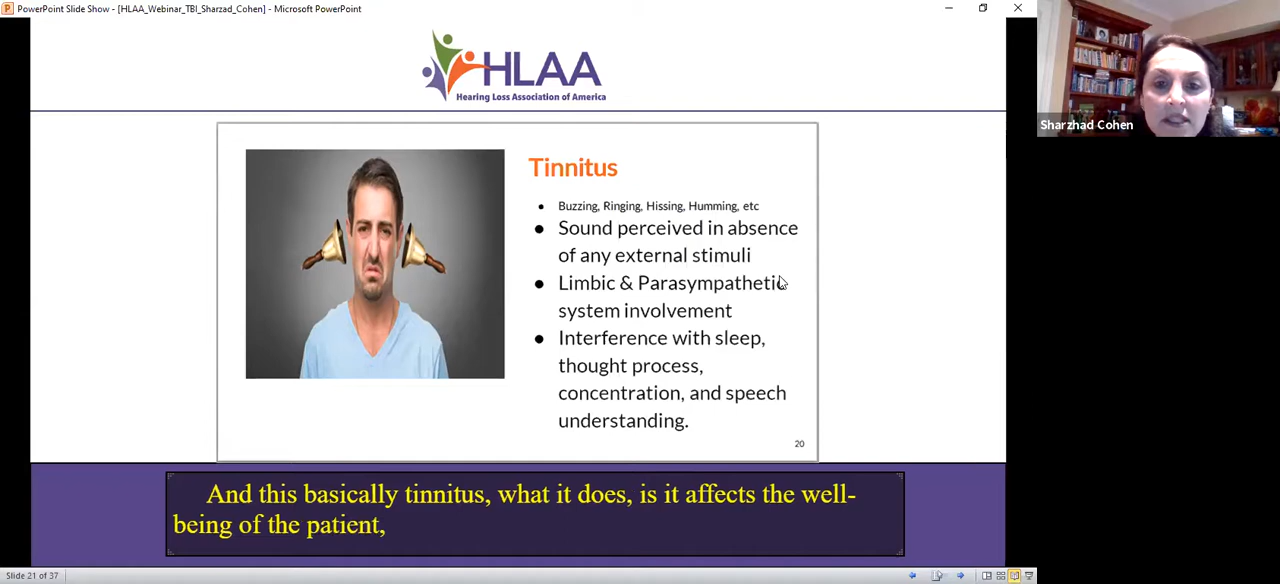 PowerPoint Slide Show - [HLAA_Webinar_TBI_Sharzad_Cohen] - Microsoft PowerPoint
HLAA
Hearing Loss Association of America
Sharzhad Cohen
Tinnitus
• Buzzing, Ringing, Hissing, Humming, etc
● Sound perceived in absence
of any external stimuli
● Limbic & Parasympathetic
system involvement
● Interference with sleep,
thought process,
concentration, and speech
understanding.
20
And this basically tinnitus, what it does, is it affects the well-
being of the patient,
Slide 21 of 37